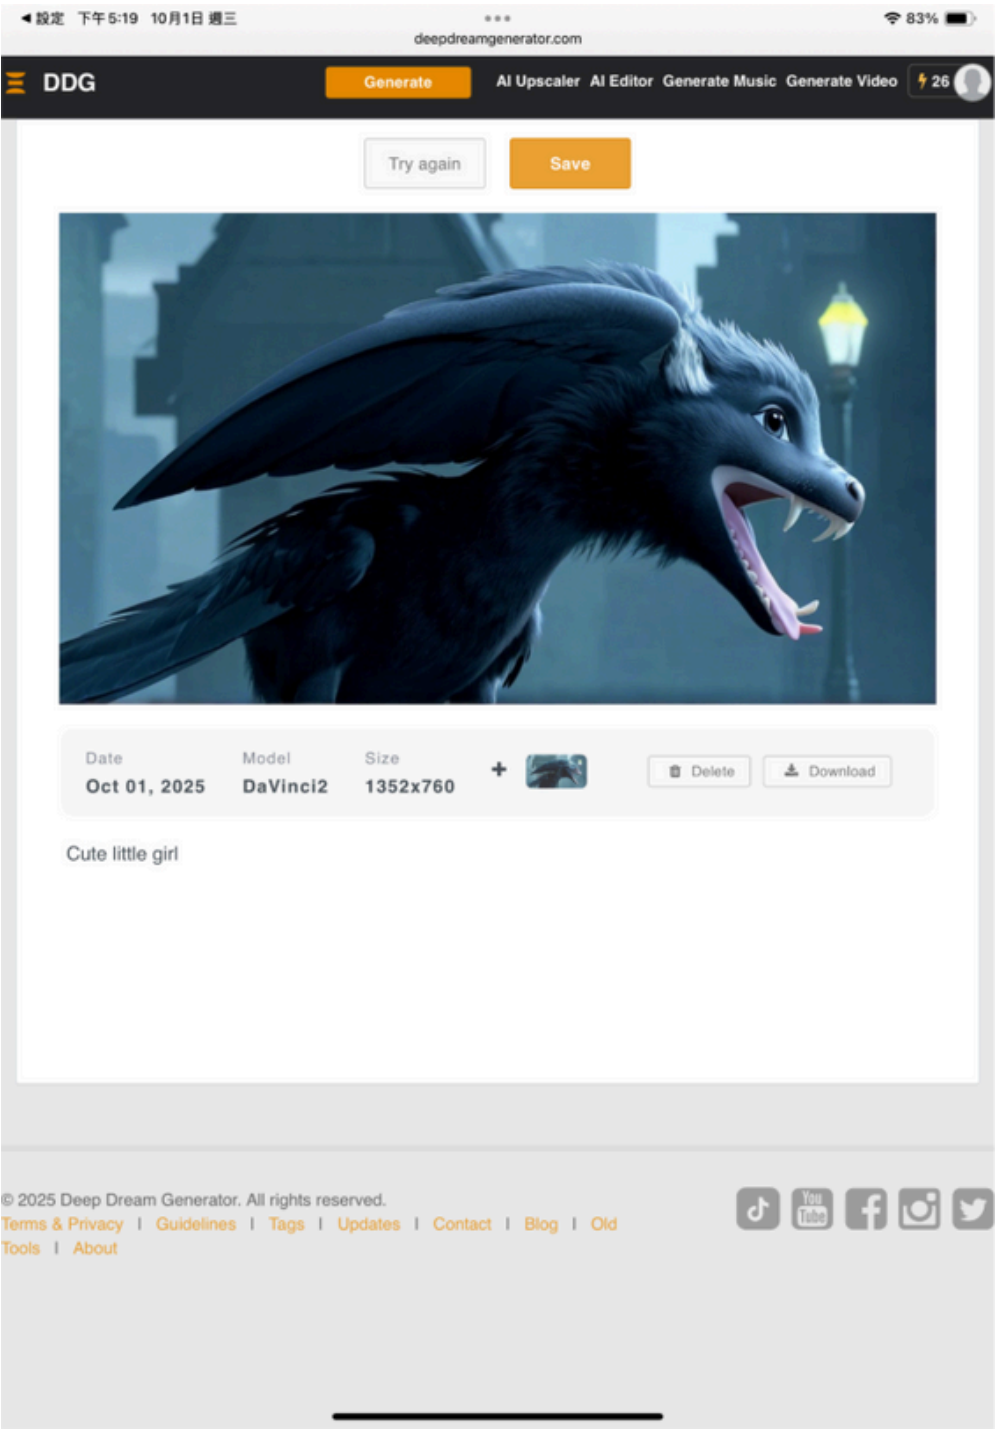 ◀設定 下午5:19 10月1日 週三
83%
deepdreamgenerator.com
DDG
Generate
AI Upscaler AI Editor Generate Music Generate Video
26
Try again
Save
Date Model Size
Oct 01, 2025 DaVinci2 1352x760
+
Delete
Download
Cute little girl
© 2025 Deep Dream Generator. All rights reserved.
Terms & Privacy | Guidelines | Tags | Updates | Contact | Blog | Old
Tools | About
You
Tube